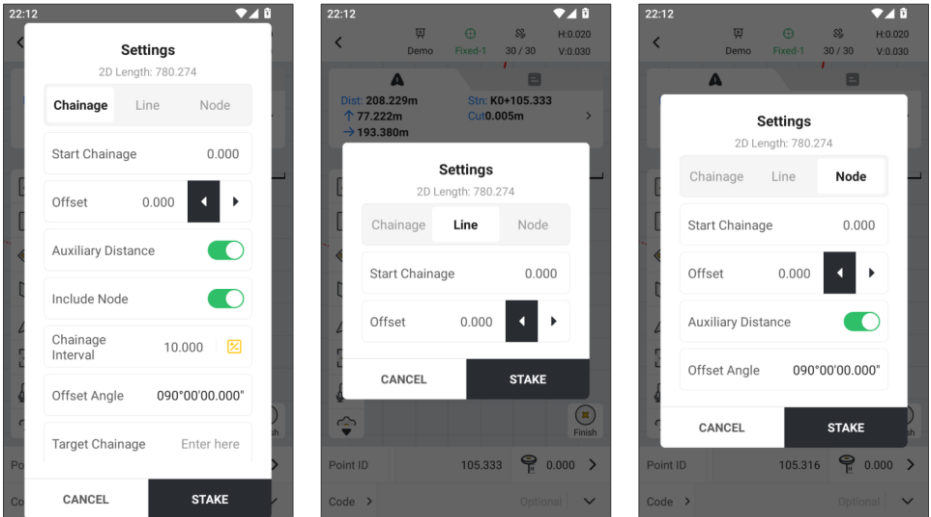 22:12
Settings
2D Length: 780.274
Chainage Line Node
Start Chainage 0.000
Offset 0.000
Auxiliary Distance
Include Node
Chainage
Interval 10.000
Offset Angle 090°00'00.000"
Target Chainage Enter here
CANCEL STAKE
22:12
Demo Fixed-1 30 / 30 H:0.020
V:0.030
Dist: 208.229m Stn: K0+105.333
77.222m Cut0.005m
193.380m
Settings
2D Length: 780.274
Chainage Line Node
Start Chainage 0.000
Offset 0.000
CANCEL STAKE
Finish
Point ID 105.333 0.000
Code Optional
22:12
Demo Fixed-1 30 / 30 H:0.020
V:0.030
Settings
2D Length: 780.274
Chainage Line Node
Start Chainage 0.000
Offset 0.000
Auxiliary Distance
Offset Angle 090°00'00.000"
CANCEL STAKE
Point ID 105.316 0.000
Code Optional